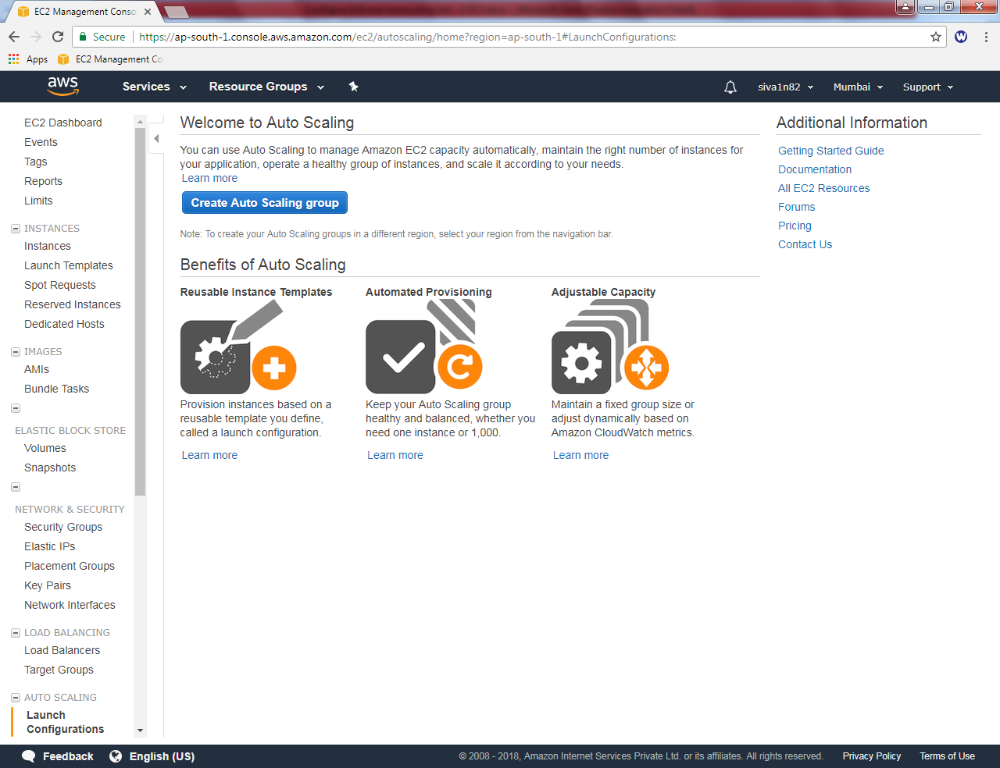 EC2 Management Conso
Secure
https://ap-south-1.console.aws.amazon.com/ec2/autoscaling/home?region=ap-south-1#LaunchConfigurations:
W
Apps
EC2 Management Co
aws
Services
Resource Groups
siva1n82
Mumbai
Support
EC2 Dashboard
Events
Tags
Reports
Limits
INSTANCES
Instances
Launch Templates
Spot Requests
Reserved Instances
Dedicated Hosts
IMAGES
AMIs
Bundle Tasks
ELASTIC BLOCK STORE
Volumes
Snapshots
NETWORK & SECURITY
Security Groups
Elastic IPs
Placement Groups
Key Pairs
Network Interfaces
LOAD BALANCING
Load Balancers
Target Groups
AUTO SCALING
Launch
Configurations
Welcome to Auto Scaling
You can use Auto Scaling to manage Amazon EC2 capacity automatically, maintain the right number of instances for
your application, operate a healthy group of instances, and scale it according to your needs.
Learn more
Create Auto Scaling group
Note: To create your Auto Scaling groups in a different region, select your region from the navigation bar.
Benefits of Auto Scaling
Reusable Instance Templates
Provision instances based on a
reusable template you define,
called a launch configuration.
Learn more
Automated Provisioning
Keep your Auto Scaling group
healthy and balanced, whether you
need one instance or 1,000.
Learn more
Adjustable Capacity
Maintain a fixed group size or
adjust dynamically based on
Amazon CloudWatch metrics.
Learn more
Additional Information
Getting Started Guide
Documentation
All EC2 Resources
Forums
Pricing
Contact Us
Feedback
English (US)
© 2008 - 2018, Amazon Internet Services Private Ltd. or its affiliates. All rights reserved.
Privacy Policy
Terms of Use